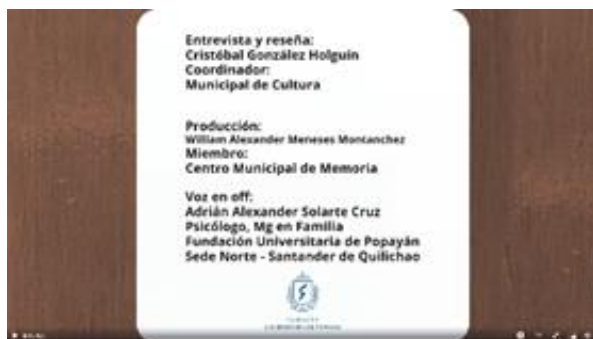 Entrevista y reseña:
Cristóbal González Holguin
Coordinador:
Municipal de Cultura
Producción:
William Alexander Meneses Montanchez
Miembro:
Centro Municipal de Memoria
Voz en off:
Adrián Alexander Solarte Cruz
Psicólogo, Mg en Familia
Fundación Universitaria de Popayán
Sede Norte - Santander de Quilichao